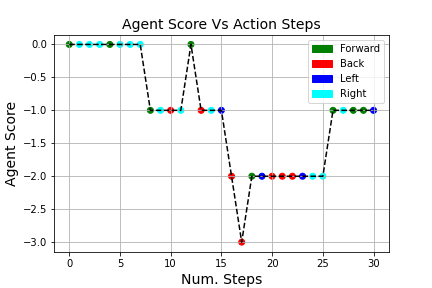 Agent Score Vs Action Steps
Agent Score
0.0
−0.5
−1.0
−1.5
−2.0
−2.5
−3.0
Forward
Back
Left
Right
0 5 10 15 20 25 30
Num. Steps